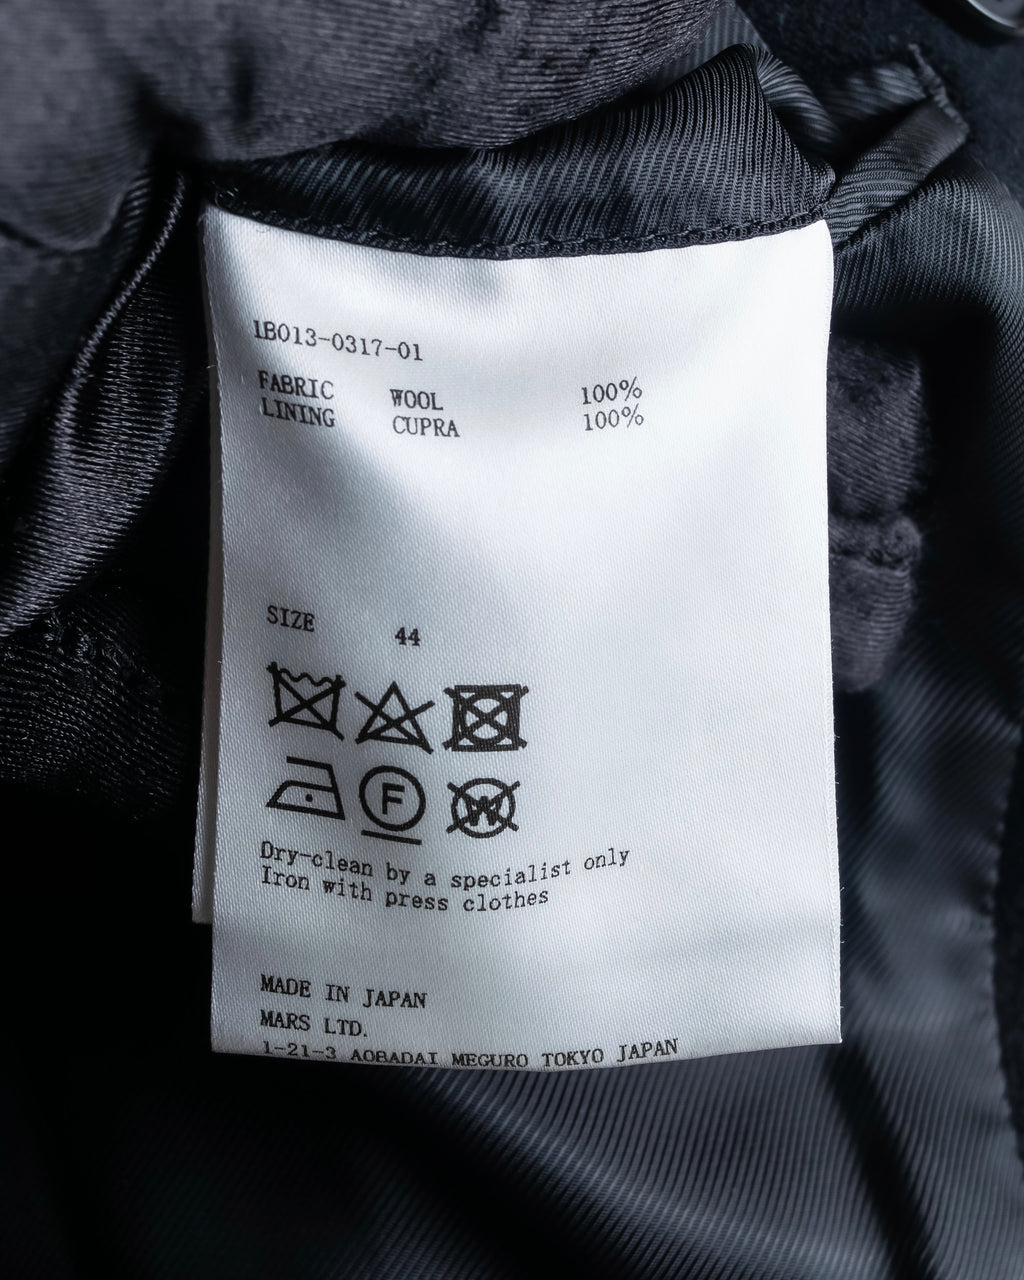 1B013-0317-01
FABRIC WOOL 100%
LINING CUPRA 100%
SIZE 44
F W
Dry-clean by a specialist only
Iron with press clothes
MADE IN JAPAN
MARS LTD.
1-21-3 AOBADAI MEGURO TOKYO JAPAN